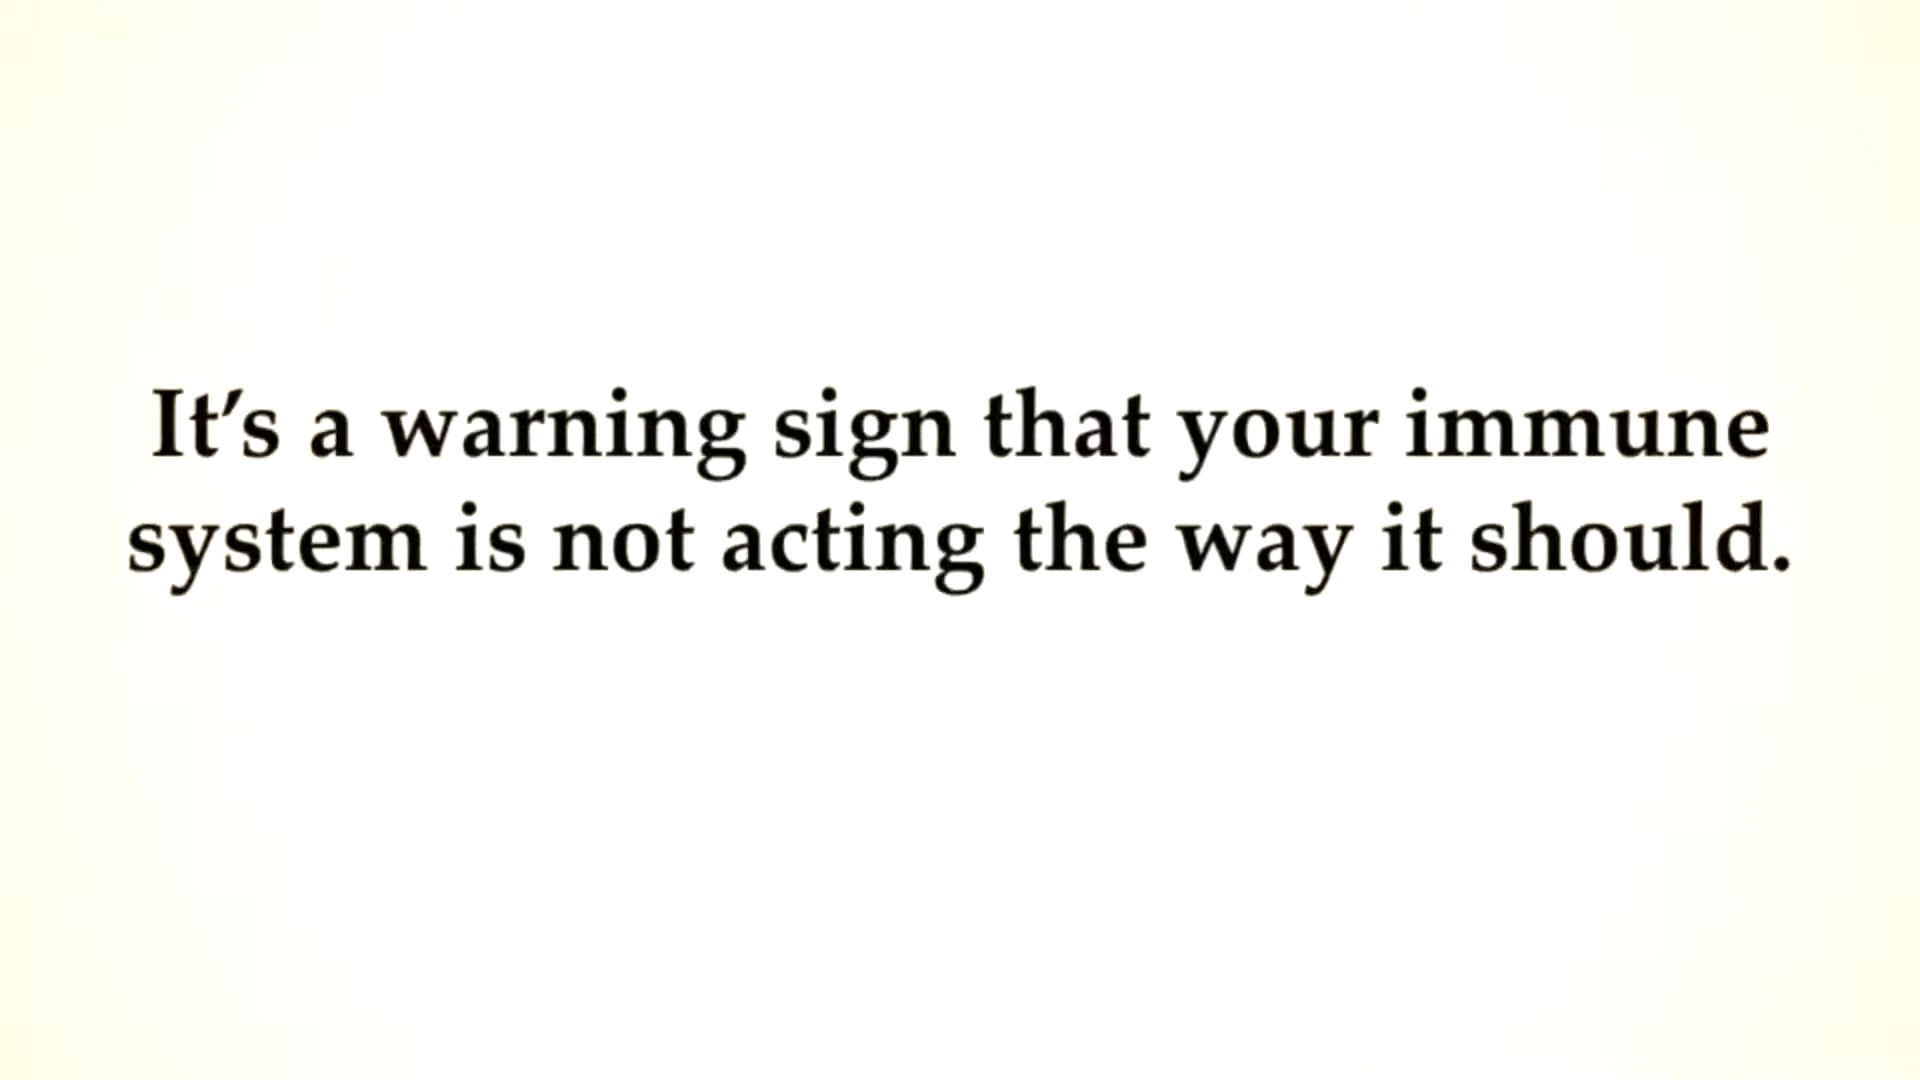 It’s a warning sign that your immune
system is not acting the way it should.